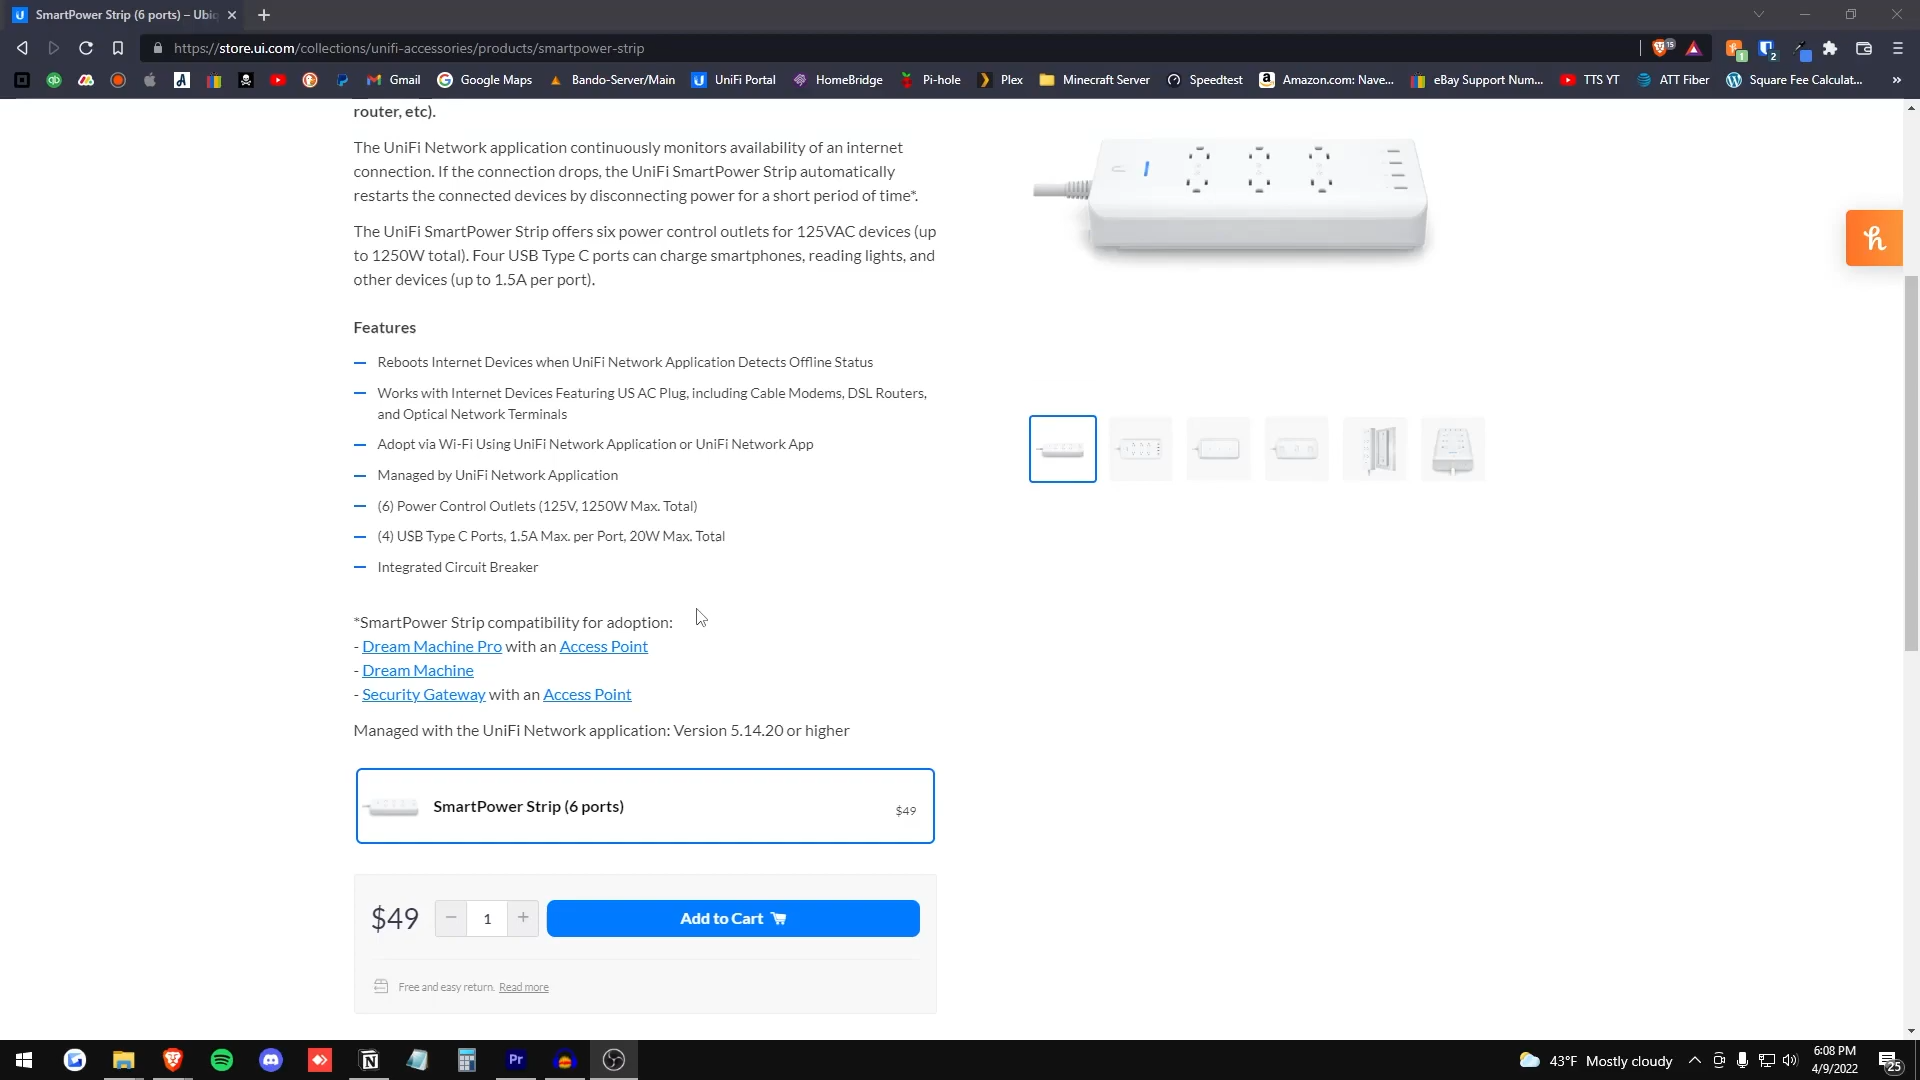 SmartPower Strip (6 ports) – Ubiq
https://store.ui.com/collections/unifi-accessories/products/smartpower-strip
15
1
2
Gmail
Google Maps
Bando-Server/Main
UniFi Portal
HomeBridge
Pi-hole
Plex
Minecraft Server
Speedtest
Amazon.com: Nave...
eBay Support Num...
TTS YT
ATT Fiber
Square Fee Calculat...
»
router, etc).
The UniFi Network application continuously monitors availability of an internet
connection. If the connection drops, the UniFi SmartPower Strip automatically
restarts the connected devices by disconnecting power for a short period of time*.
The UniFi SmartPower Strip offers six power control outlets for 125VAC devices (up
to 1250W total). Four USB Type C ports can charge smartphones, reading lights, and
other devices (up to 1.5A per port).
Features
Reboots Internet Devices when UniFi Network Application Detects Offline Status
Works with Internet Devices Featuring US AC Plug, including Cable Modems, DSL Routers,
and Optical Network Terminals
Adopt via Wi-Fi Using UniFi Network Application or UniFi Network App
Managed by UniFi Network Application
(6) Power Control Outlets (125V, 1250W Max. Total)
(4) USB Type C Ports, 1.5A Max. per Port, 20W Max. Total
Integrated Circuit Breaker
*SmartPower Strip compatibility for adoption:
- Dream Machine Pro with an Access Point
- Dream Machine
- Security Gateway with an Access Point
Managed with the UniFi Network application: Version 5.14.20 or higher
SmartPower Strip (6 ports)
$49
$49
− 1 +
Add to Cart
Free and easy return. Read more
h
Pr
43°F Mostly cloudy
6:08 PM
4/9/2022
25